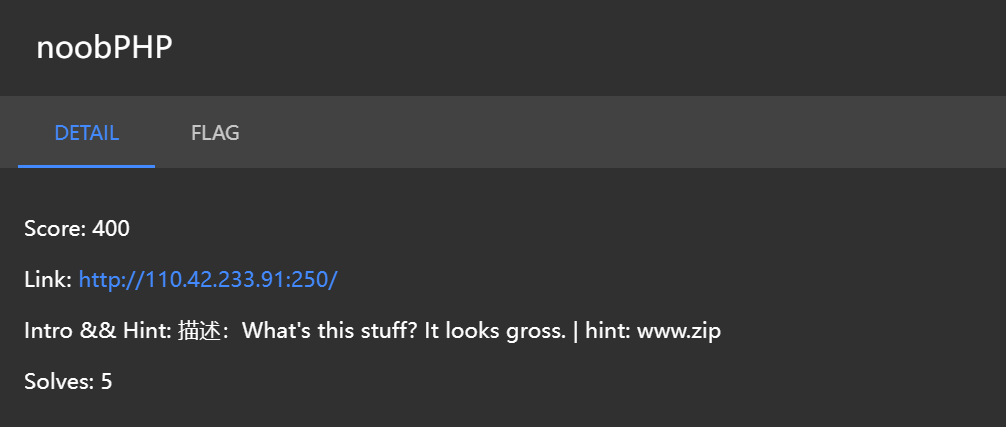 noobPHP
DETAIL FLAG
Score: 400
Link: http://110.42.233.91:250/
Intro && Hint: 描述：What's this stuff? It looks gross. | hint: www.zip
Solves: 5